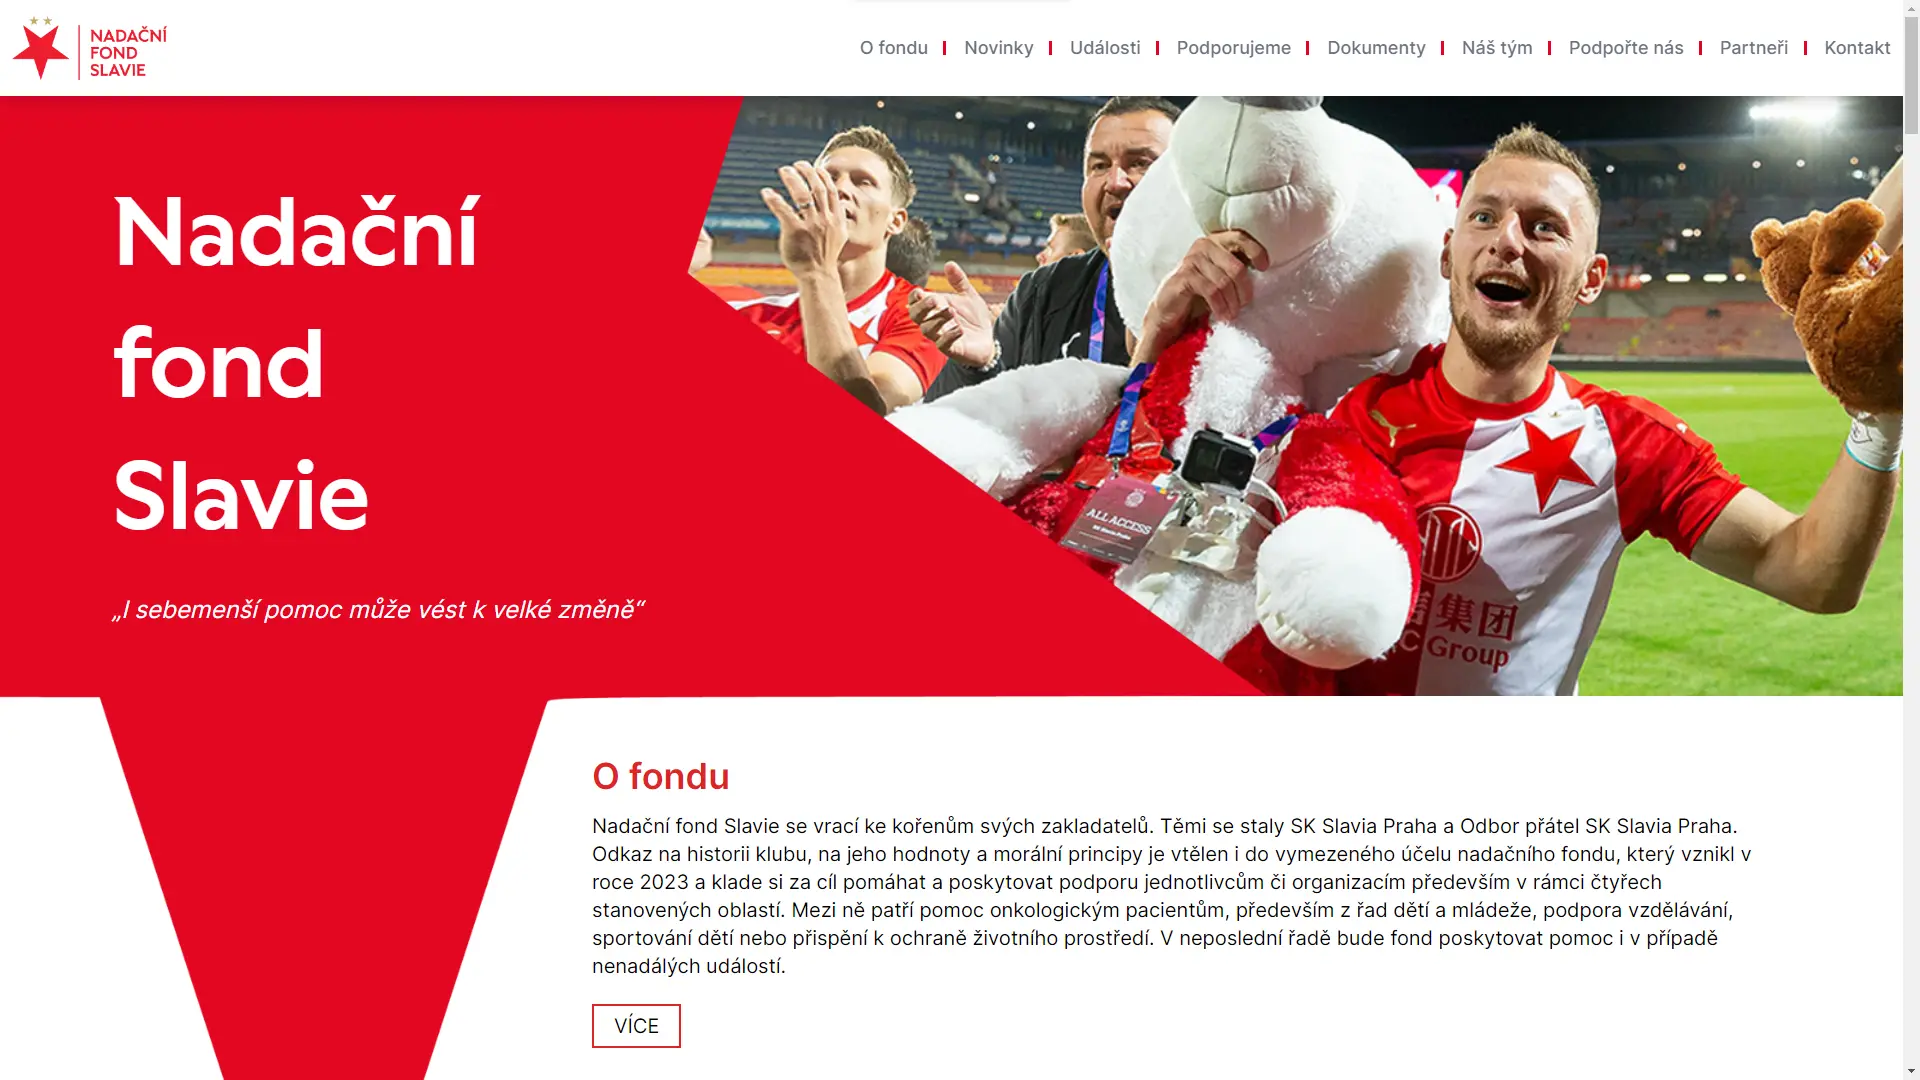 NADAČNÍ
FOND
SLAVIE
O fondu
Novinky
Události
Podporujeme
Dokumenty
Náš tým
Podpořte nás
Partneři
Kontakt
Nadační
fond
Slavie
„I sebemenší pomoc může vést k velké změně“
ALL ACCESS
集团
C Group
O fondu
Nadační fond Slavie se vrací ke kořenům svých zakladatelů. Těmi se staly SK Slavia Praha a Odbor přátel SK Slavia Praha.
Odkaz na historii klubu, na jeho hodnoty a morální principy je vtělen i do vymezeného účelu nadačního fondu, který vznikl v
roce 2023 a klade si za cíl pomáhat a poskytovat podporu jednotlivcům či organizacím především v rámci čtyřech
stanovených oblastí. Mezi ně patří pomoc onkologickým pacientům, především z řad dětí a mládeže, podpora vzdělávání,
sportování dětí nebo přispění k ochraně životního prostředí. V neposlední řadě bude fond poskytovat pomoc i v případě
nenadálých událostí.
VÍCE